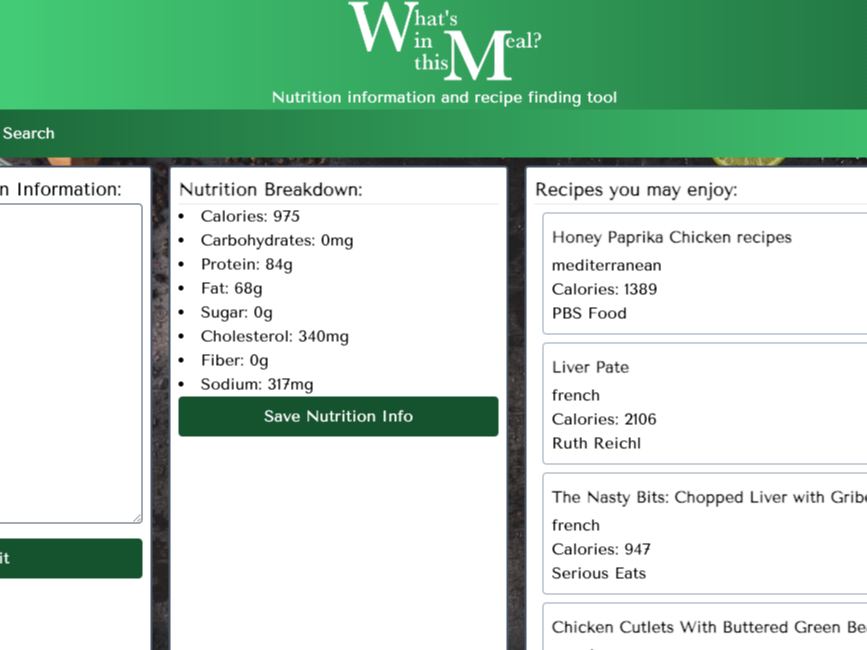 What's
in
this Meal?
Nutrition information and recipe finding tool
Search
n Information:
it
Nutrition Breakdown:
• Calories: 975
• Carbohydrates: 0mg
• Protein: 84g
• Fat: 68g
• Sugar: 0g
• Cholesterol: 340mg
• Fiber: 0g
• Sodium: 317mg
Save Nutrition Info
Recipes you may enjoy:
Honey Paprika Chicken recipes
mediterranean
Calories: 1389
PBS Food
Liver Pate
french
Calories: 2106
Ruth Reichl
The Nasty Bits: Chopped Liver with Gribe
french
Calories: 947
Serious Eats
Chicken Cutlets With Buttered Green Be